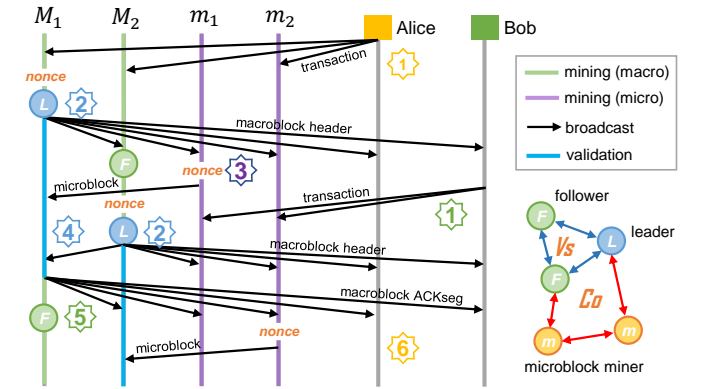 M₁ M₂ m₁ m₂ Alice Bob
transaction
1
nonce
L 2
macroblock header
F
nonce 3
microblock
transaction
nonce
1
4
L 2
macroblock header
macroblock ACKseg
F 5
nonce
6
microblock
mining (macro)
mining (micro)
broadcast
validation
follower
F
L leader
Vs
F
Co
m m
microblock miner